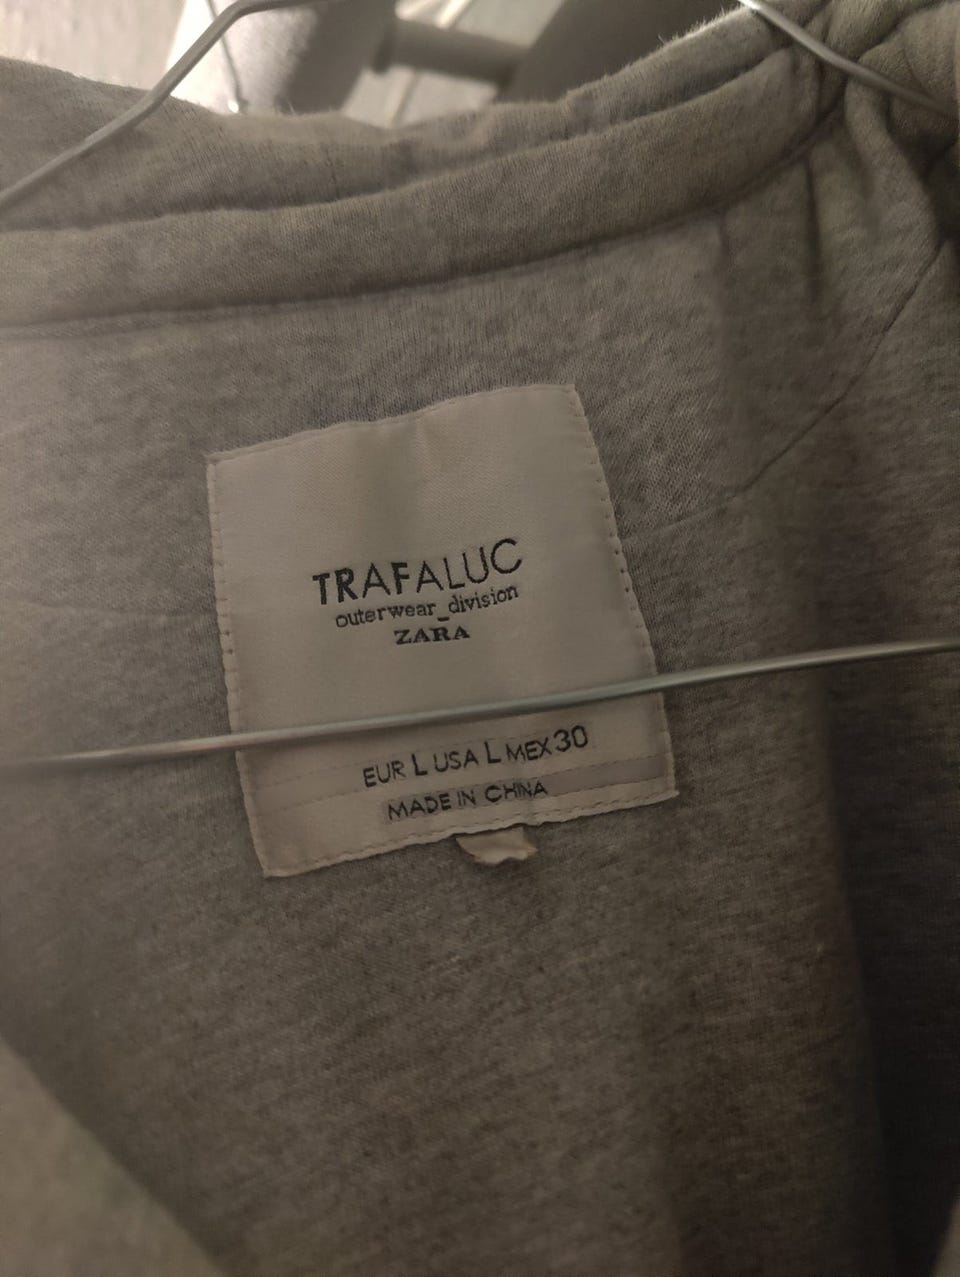 TRAFALUC
outerwear_division
ZARA
EUR L USA L MEX 30
MADE IN CHINA